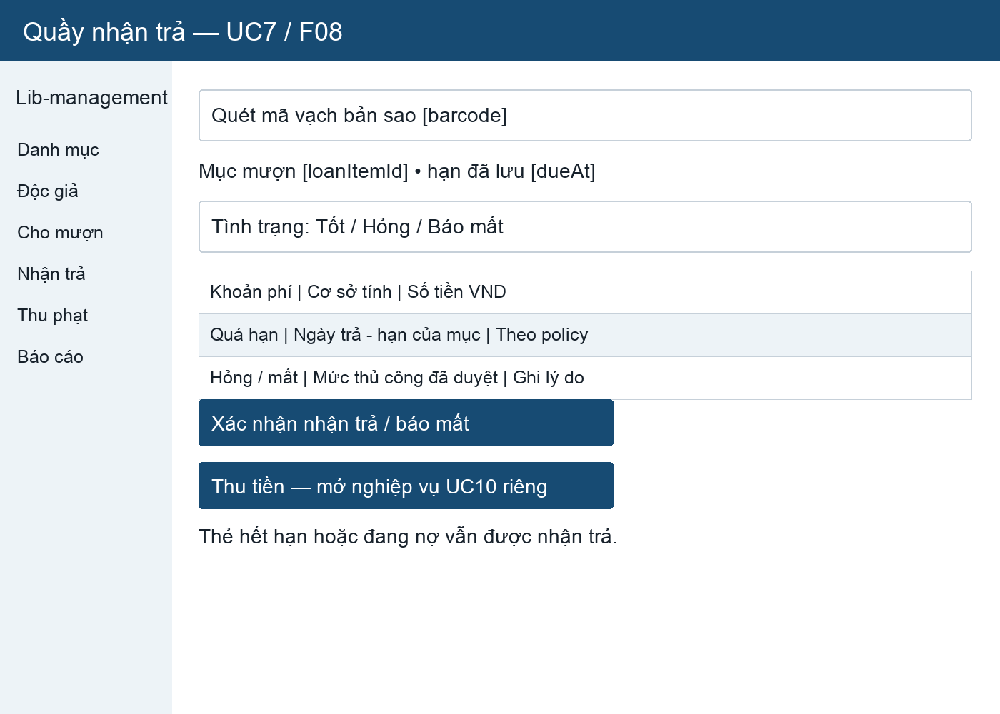 Quầy nhận trả — UC7 / F08
Lib-management
Danh mục
Độc giả
Cho mượn
Nhận trả
Thu phạt
Báo cáo
Quét mã vạch bản sao [barcode]
Mục mượn [loanItemId] • hạn đã lưu [dueAt]
Tình trạng: Tốt / Hỏng / Báo mất
Khoản phí | Cơ sở tính | Số tiền VND
Quá hạn | Ngày trả - hạn của mục | Theo policy
Hỏng / mất | Mức thủ công đã duyệt | Ghi lý do
Xác nhận nhận trả / báo mất
Thu tiền — mở nghiệp vụ UC10 riêng
Thẻ hết hạn hoặc đang nợ vẫn được nhận trả.